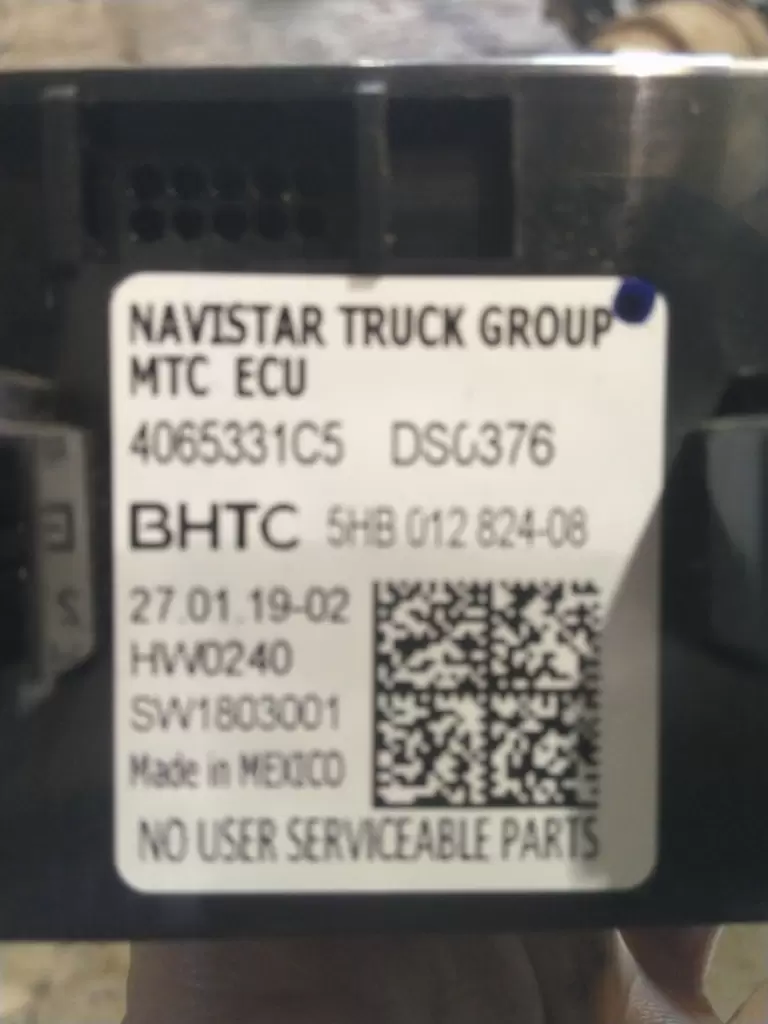 NAVISTAR TRUCK GROUP
MTC ECU
4065331C5 DS0376
BHTC 5HB 012 824-08
27.01.19-02
HW0240
SW1803001
Made in MEXICO
NO USER SERVICEABLE PARTS